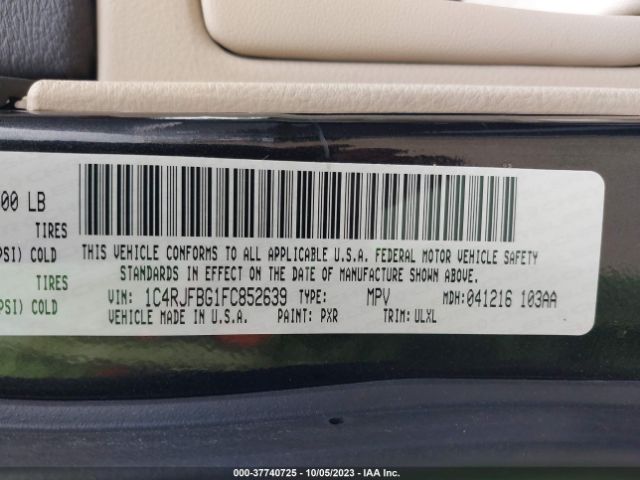 00 LB
TIRES
PSI) COLD
TIRES
PSI) COLD
THIS VEHICLE CONFORMS TO ALL APPLICABLE U.S.A. FEDERAL MOTOR VEHICLE SAFETY
STANDARDS IN EFFECT ON THE DATE OF MANUFACTURE SHOWN ABOVE.
VIN: 1C4RJFBG1FC852639 TYPE: MPV MDH:041216 103AA
VEHICLE MADE IN U.S.A. PAINT: PXR TRIM:ULXL
000-37740725 - 10/05/2023 - IAA Inc.